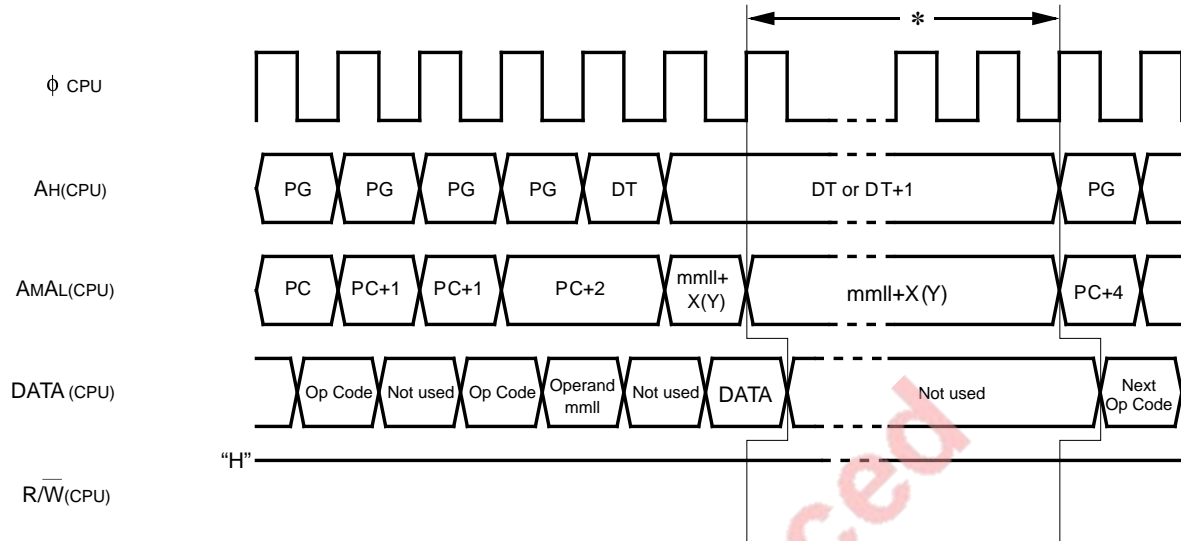 *
ϕ CPU
AH(CPU) PG PG PG PG DT DT or DT+1 PG
AMAL(CPU) PC PC+1 PC+1 PC+2 mmll+ X(Y) mmll+X(Y) PC+4
DATA (CPU) Op Code Not used Op Code Operand mmll Not used DATA Not used Next Op Code
“H”
R/W̅(CPU)